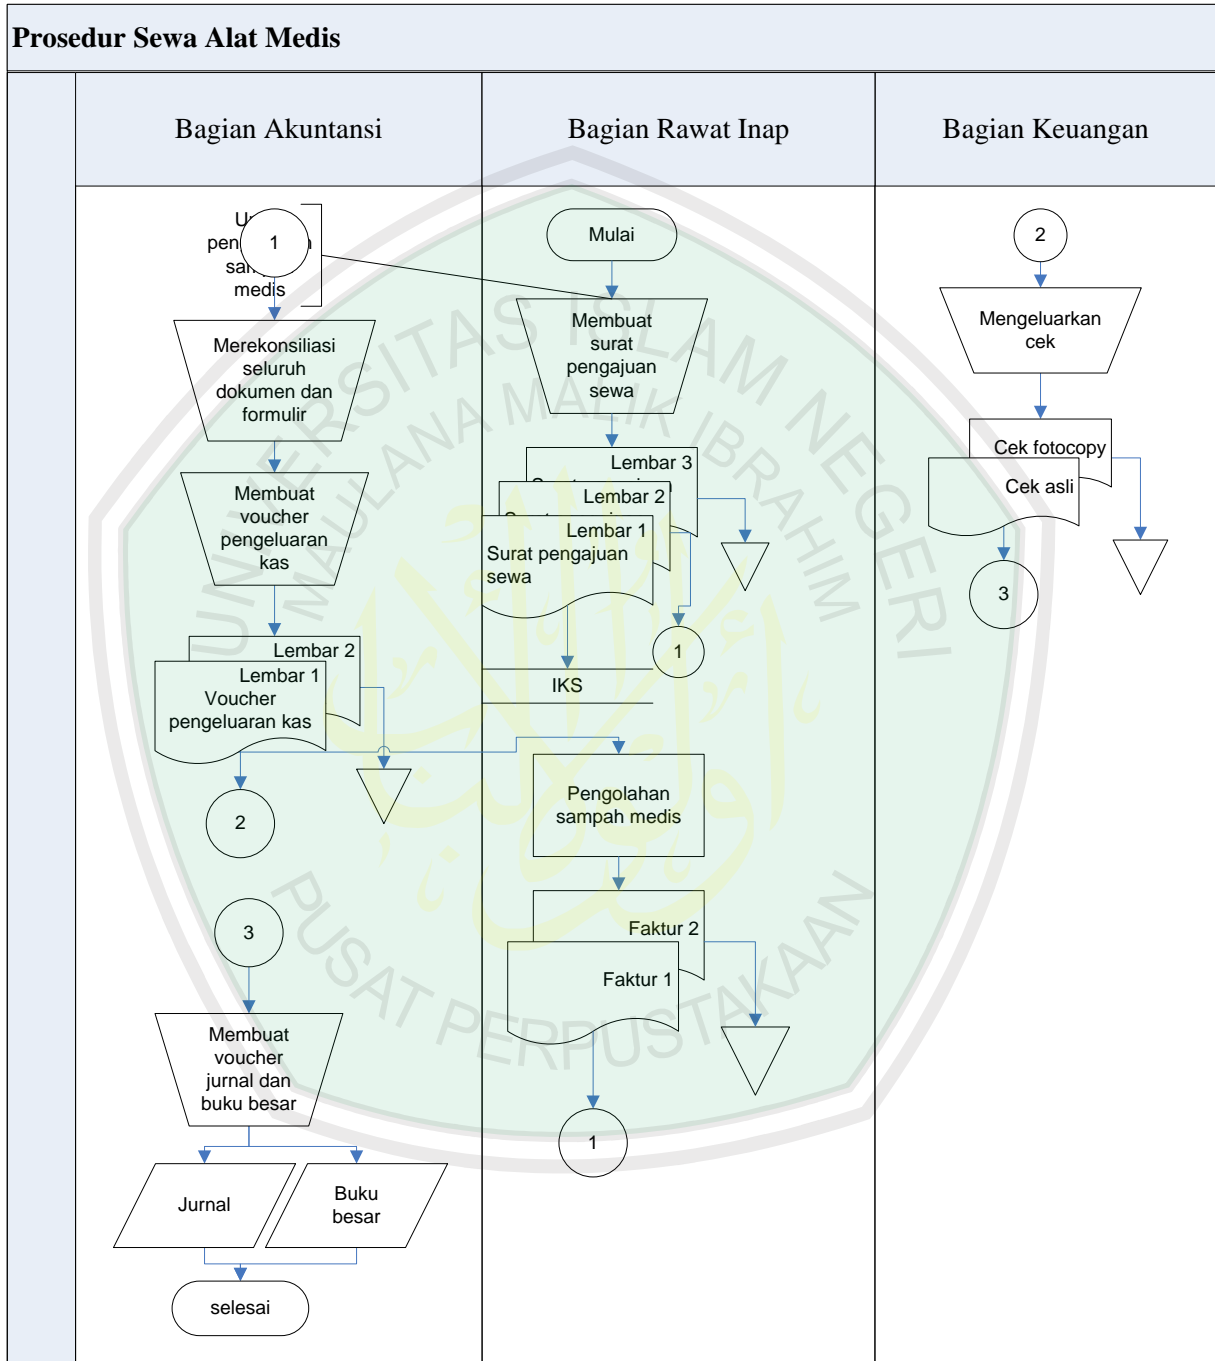 Prosedur Sewa Alat Medis
Bagian Akuntansi
Bagian Rawat Inap
Bagian Keuangan
1
medis
Merekonsiliasi
seluruh
dokumen dan
formulir
Membuat
voucher
pengeluaran
kas
Lembar 2
Lembar 1
Voucher
pengeluaran kas
2
3
Membuat
voucher
jurnal dan
buku besar
Jurnal
Buku
besar
selesai
Mulai
Membuat
surat
pengajuan
sewa
Lembar 3
Lembar 2
Lembar 1
Surat pengajuan
sewa
1
IKS
Pengolahan
sampah medis
Faktur 2
Faktur 1
1
2
Mengeluarkan
cek
Cek fotocopy
Cek asli
3
UNIVERSITAS ISLAM NEGERI
MAULANA MALIK IBRAHIM
PUSAT PERPUSTAKAAN